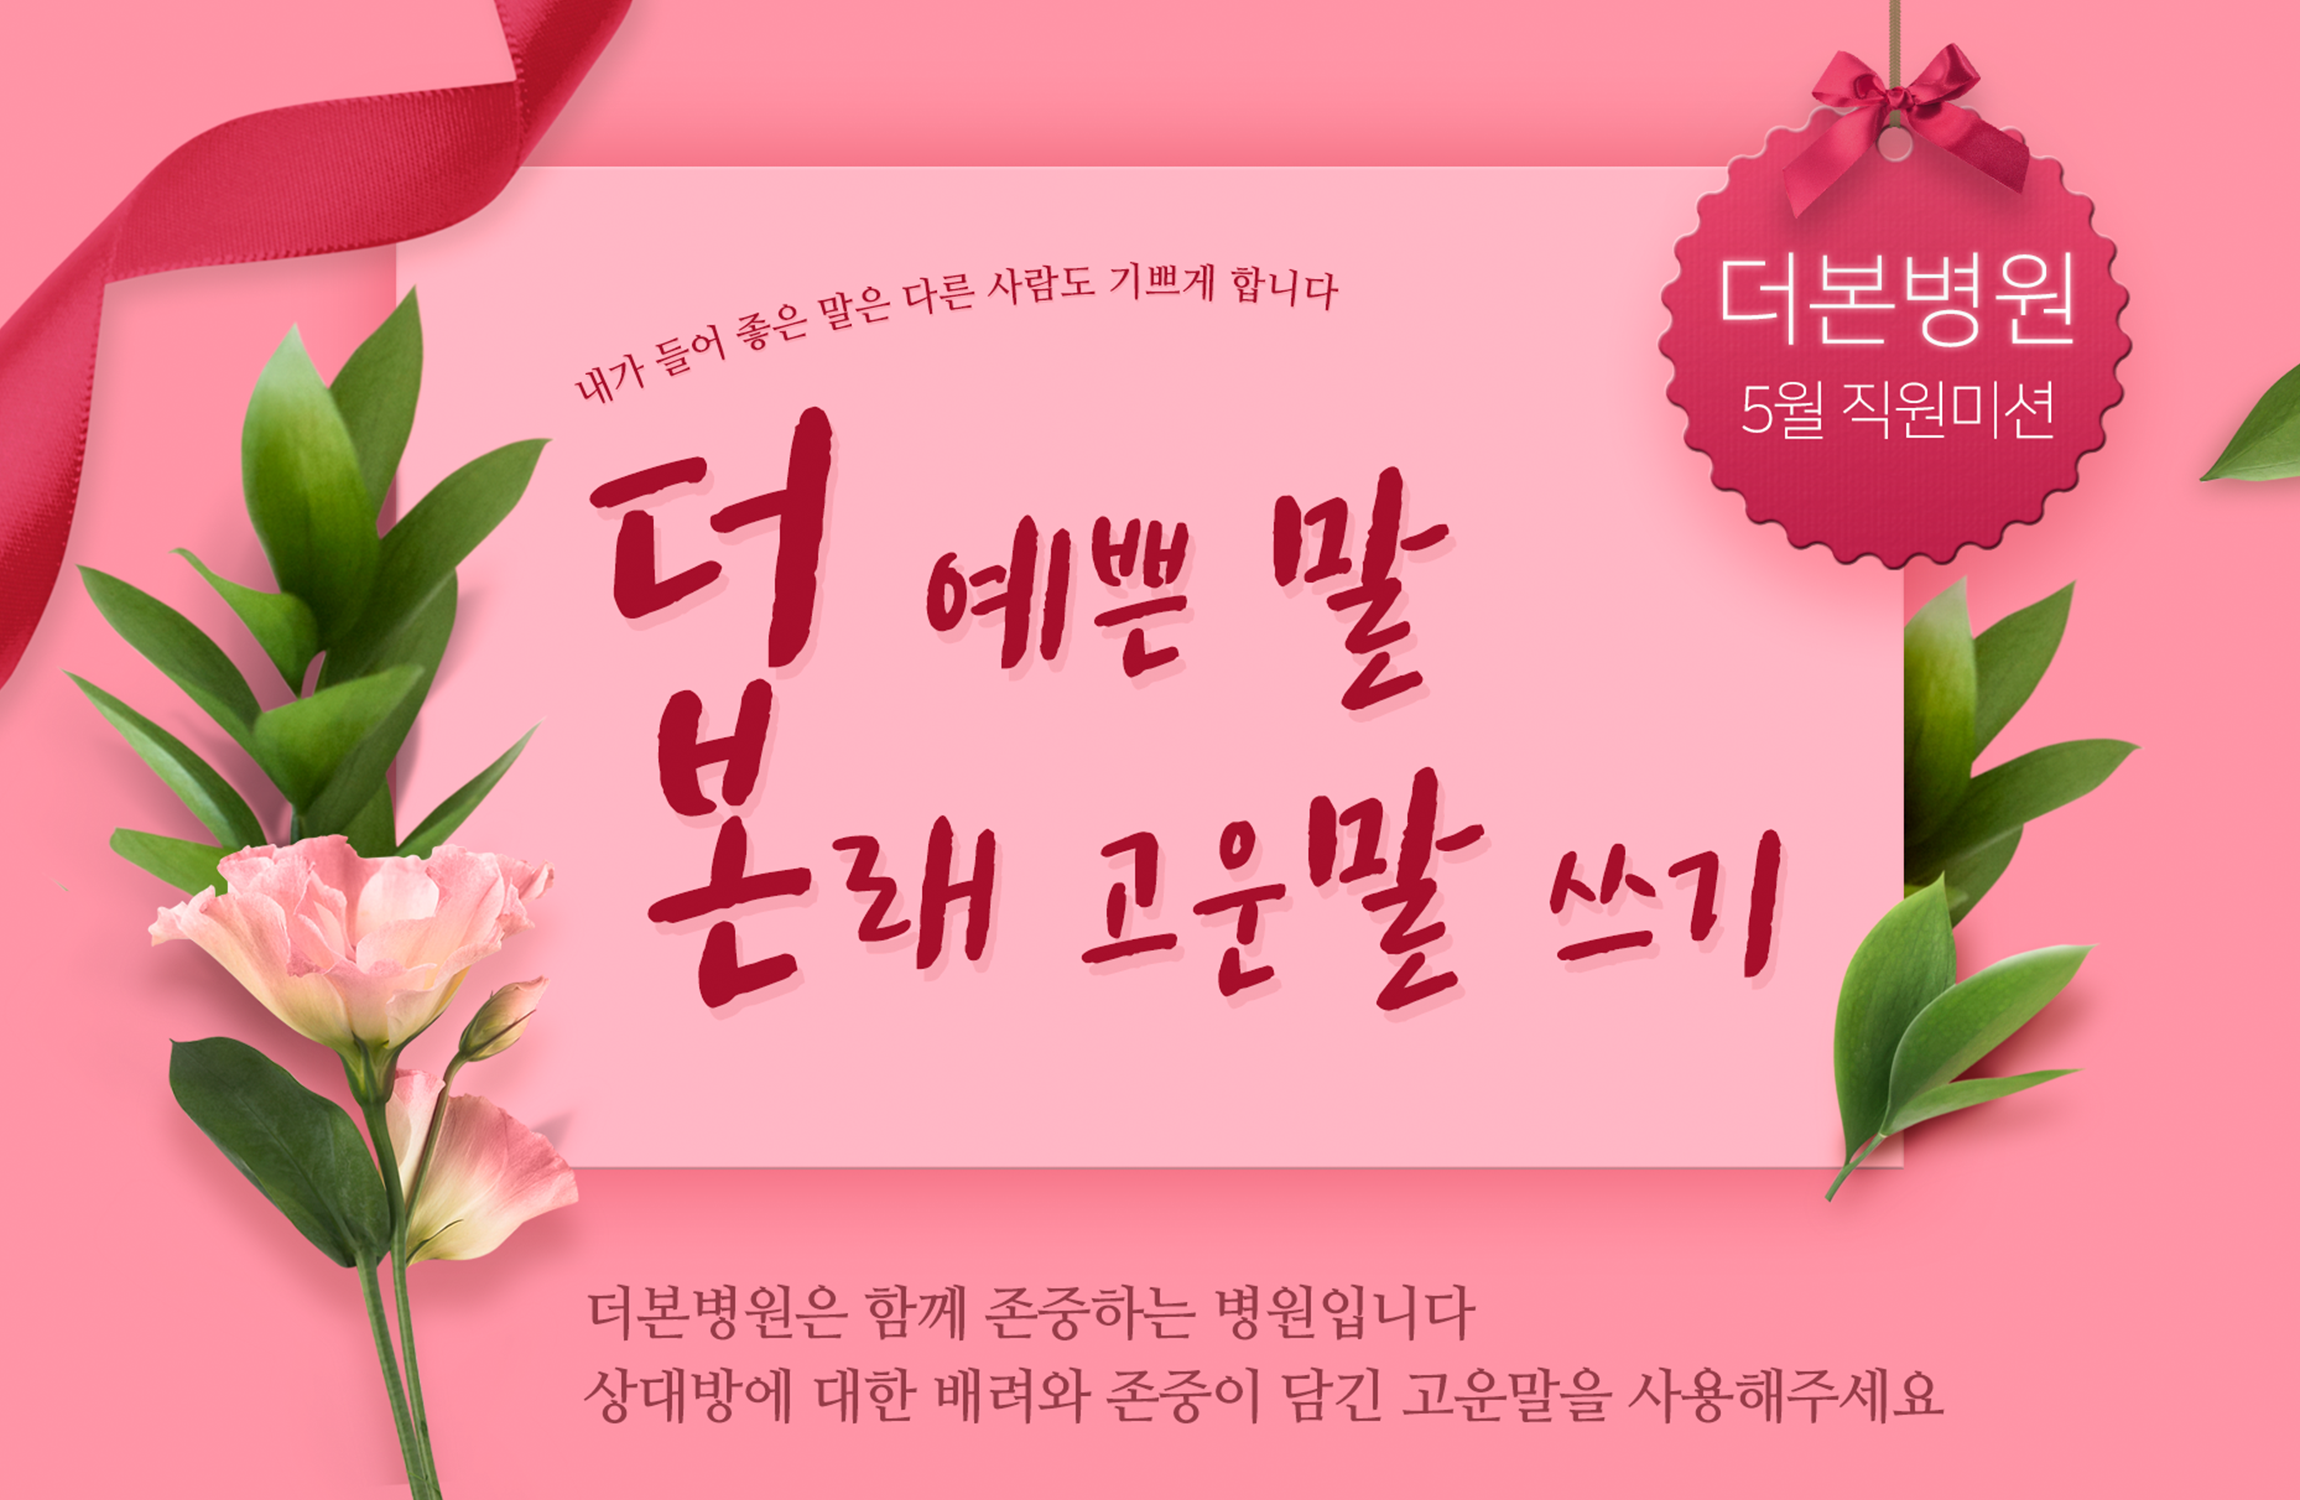 내가 들어 좋은 말은 다른 사람도 기쁘게 합니다
더본병원
5월 직원미션
더 예쁜 말
본래 고운말 쓰기
더본병원은 함께 존중하는 병원입니다
상대방에 대한 배려와 존중이 담긴 고운말을 사용해주세요